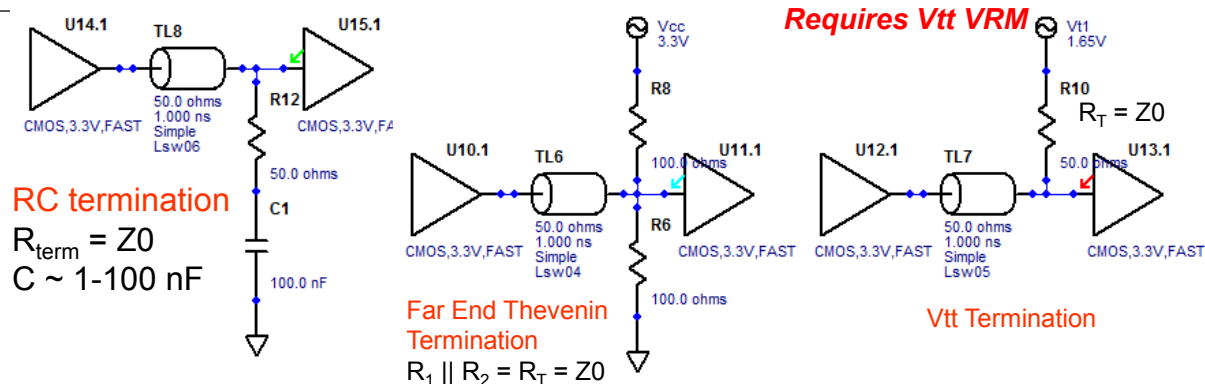 U14.1
TL8
U15.1
50.0 ohms
1.000 ns
Simple
Lsw06
R12
CMOS,3.3V,FAST
CMOS,3.3V,FA
50.0 ohms
C1
100.0 nF
RC termination
Rterm = Z0
C ~ 1-100 nF
Vcc
3.3V
R8
100.0 ohms
U10.1
TL6
U11.1
50.0 ohms
1.000 ns
Simple
Lsw04
R6
CMOS,3.3V,FAST
CMOS,3.3V,FAST
100.0 ohms
Far End Thevenin
Termination
R1 || R2 = RT = Z0
Requires Vtt VRM
Vt1
1.65V
R10
RT = Z0
50.0 ohms
U12.1
TL7
U13.1
50.0 ohms
1.000 ns
Simple
Lsw05
CMOS,3.3V,FAST
CMOS,3.3V,FAST
Vtt Termination